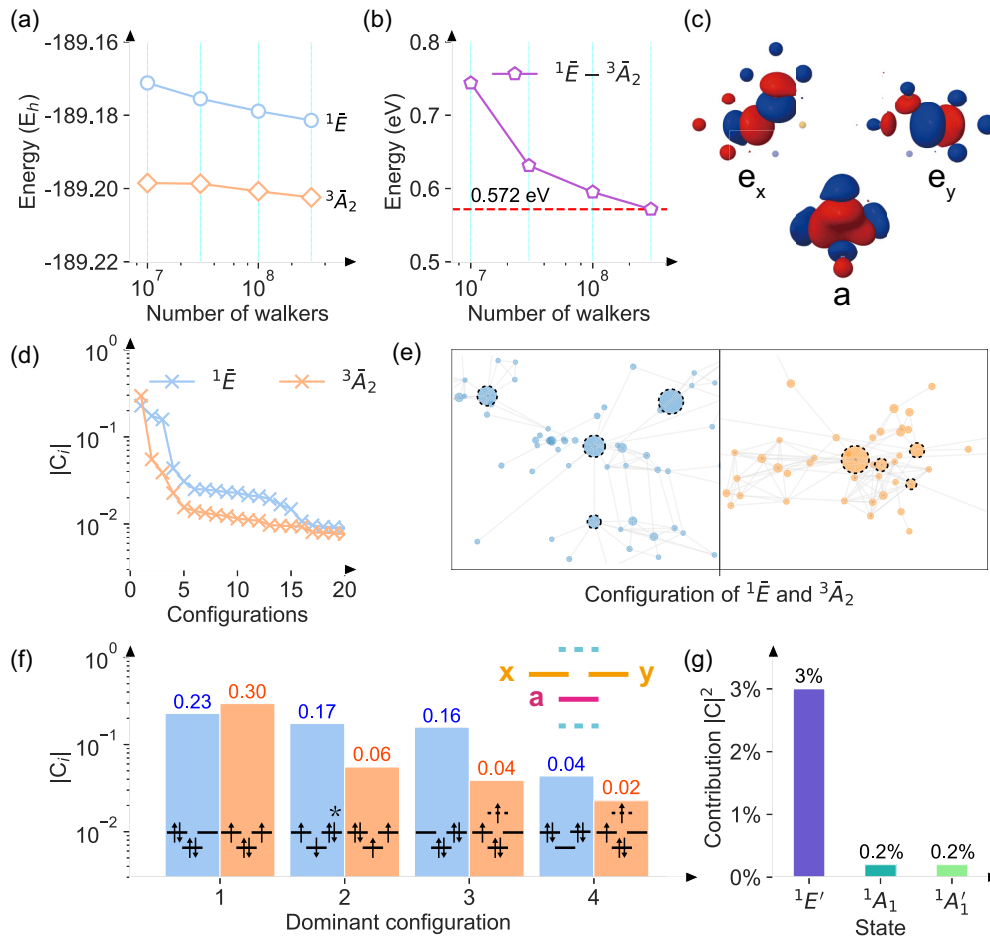 (a)
-189.16
-189.18
-189.20
-189.22
Energy (E_h)
¹Ē
³Ā₂
10⁷
10⁸
Number of walkers
(b)
0.8
0.7
0.6
0.5
Energy (eV)
¹Ē − ³Ā₂
0.572 eV
10⁷
10⁸
Number of walkers
(c)
e_x
e_y
a
(d)
10⁰
10⁻¹
10⁻²
|C_i|
¹Ē
³Ā₂
0
5
10
15
20
Configurations
(e)
Configuration of ¹Ē and ³Ā₂
(f)
10⁰
10⁻¹
10⁻²
|C_i|
x
y
a
0.23
0.30
0.17
0.06
0.16
0.04
0.04
0.02
*
1
2
3
4
Dominant configuration
(g)
3%
2%
1%
0%
Contribution |C|²
3%
0.2%
0.2%
¹E′
¹A₁
¹A₁′
State